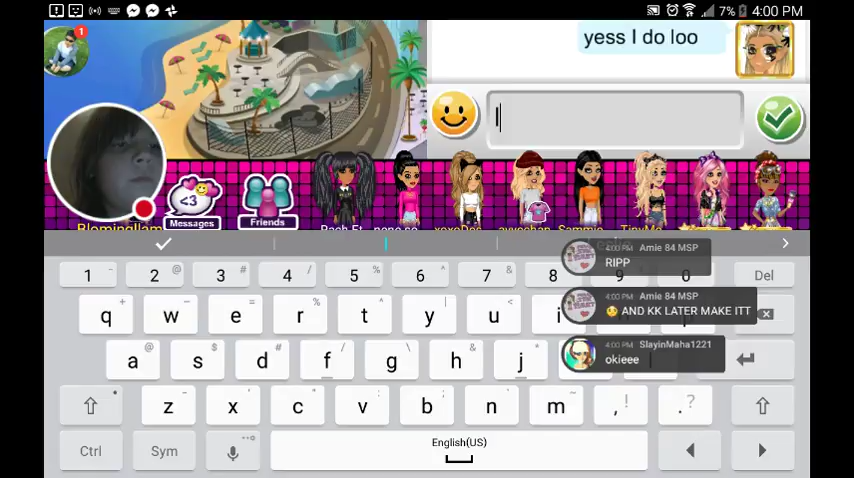 7% 4:00 PM
1
yess I do loo
I
<3
Messages
Friends
4:00 PM Amie 84 MSP
RIPP
4:00 PM Amie 84 MSP
AND KK LATER MAKE ITT
4:00 PM SlayinMaha1221
okieee
1 2 @ 3 # 4 / 5 % 6 ^ 7 & 8 9 0 Del
q + w - e = r % t ^ y u < i
a @ s $ d f / g h & j * l
z x c : v ; b n ? m , ! . ?
Ctrl Sym English(US)